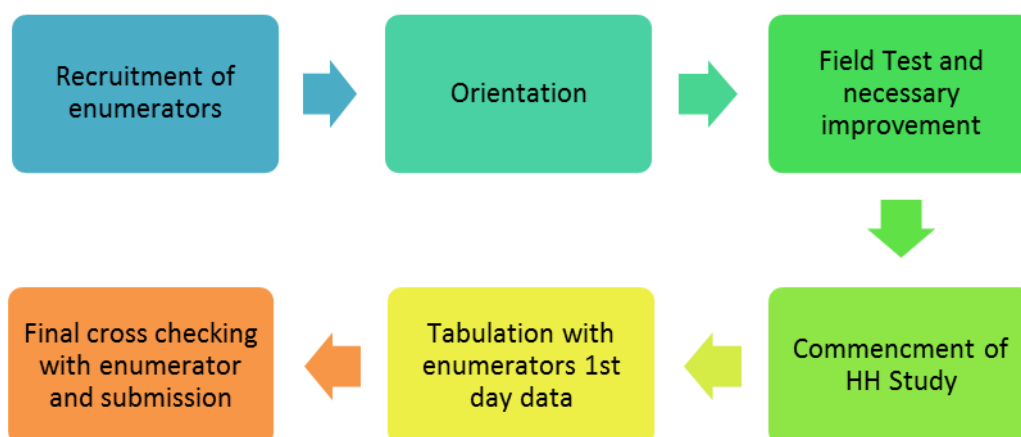 Recruitment of
enumerators
Orientation
Field Test and
necessary
improvement
Commencment of
HH Study
Tabulation with
enumerators 1st
day data
Final cross checking
with enumerator
and submission